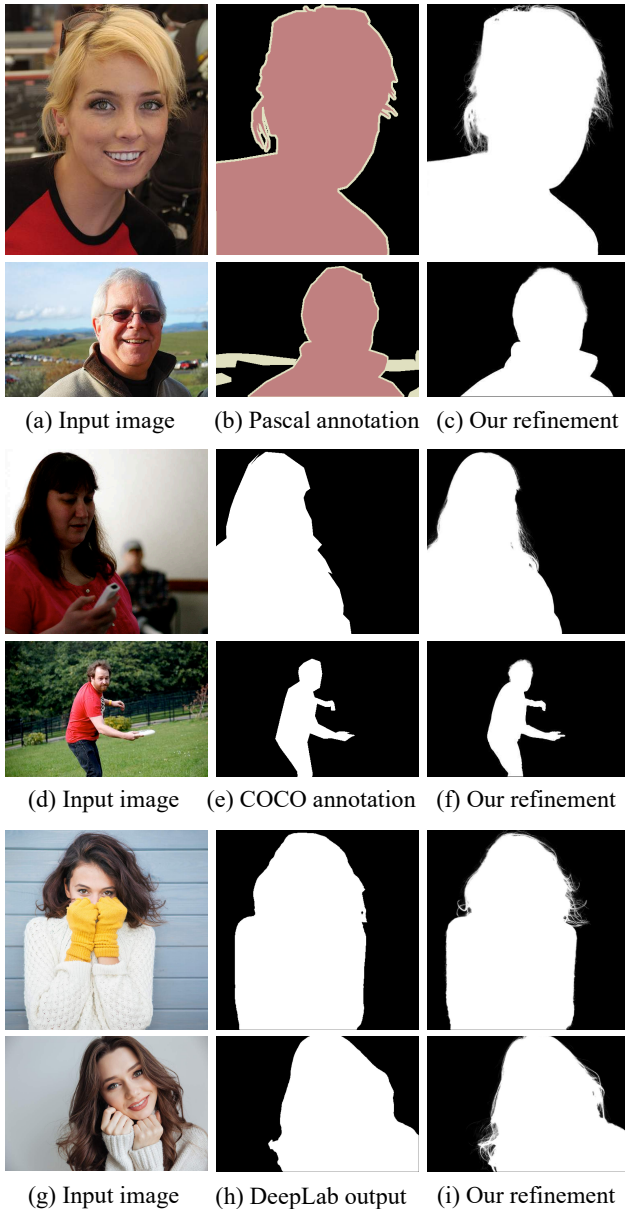 (a) Input image (b) Pascal annotation (c) Our refinement
(d) Input image (e) COCO annotation (f) Our refinement
(g) Input image (h) DeepLab output (i) Our refinement